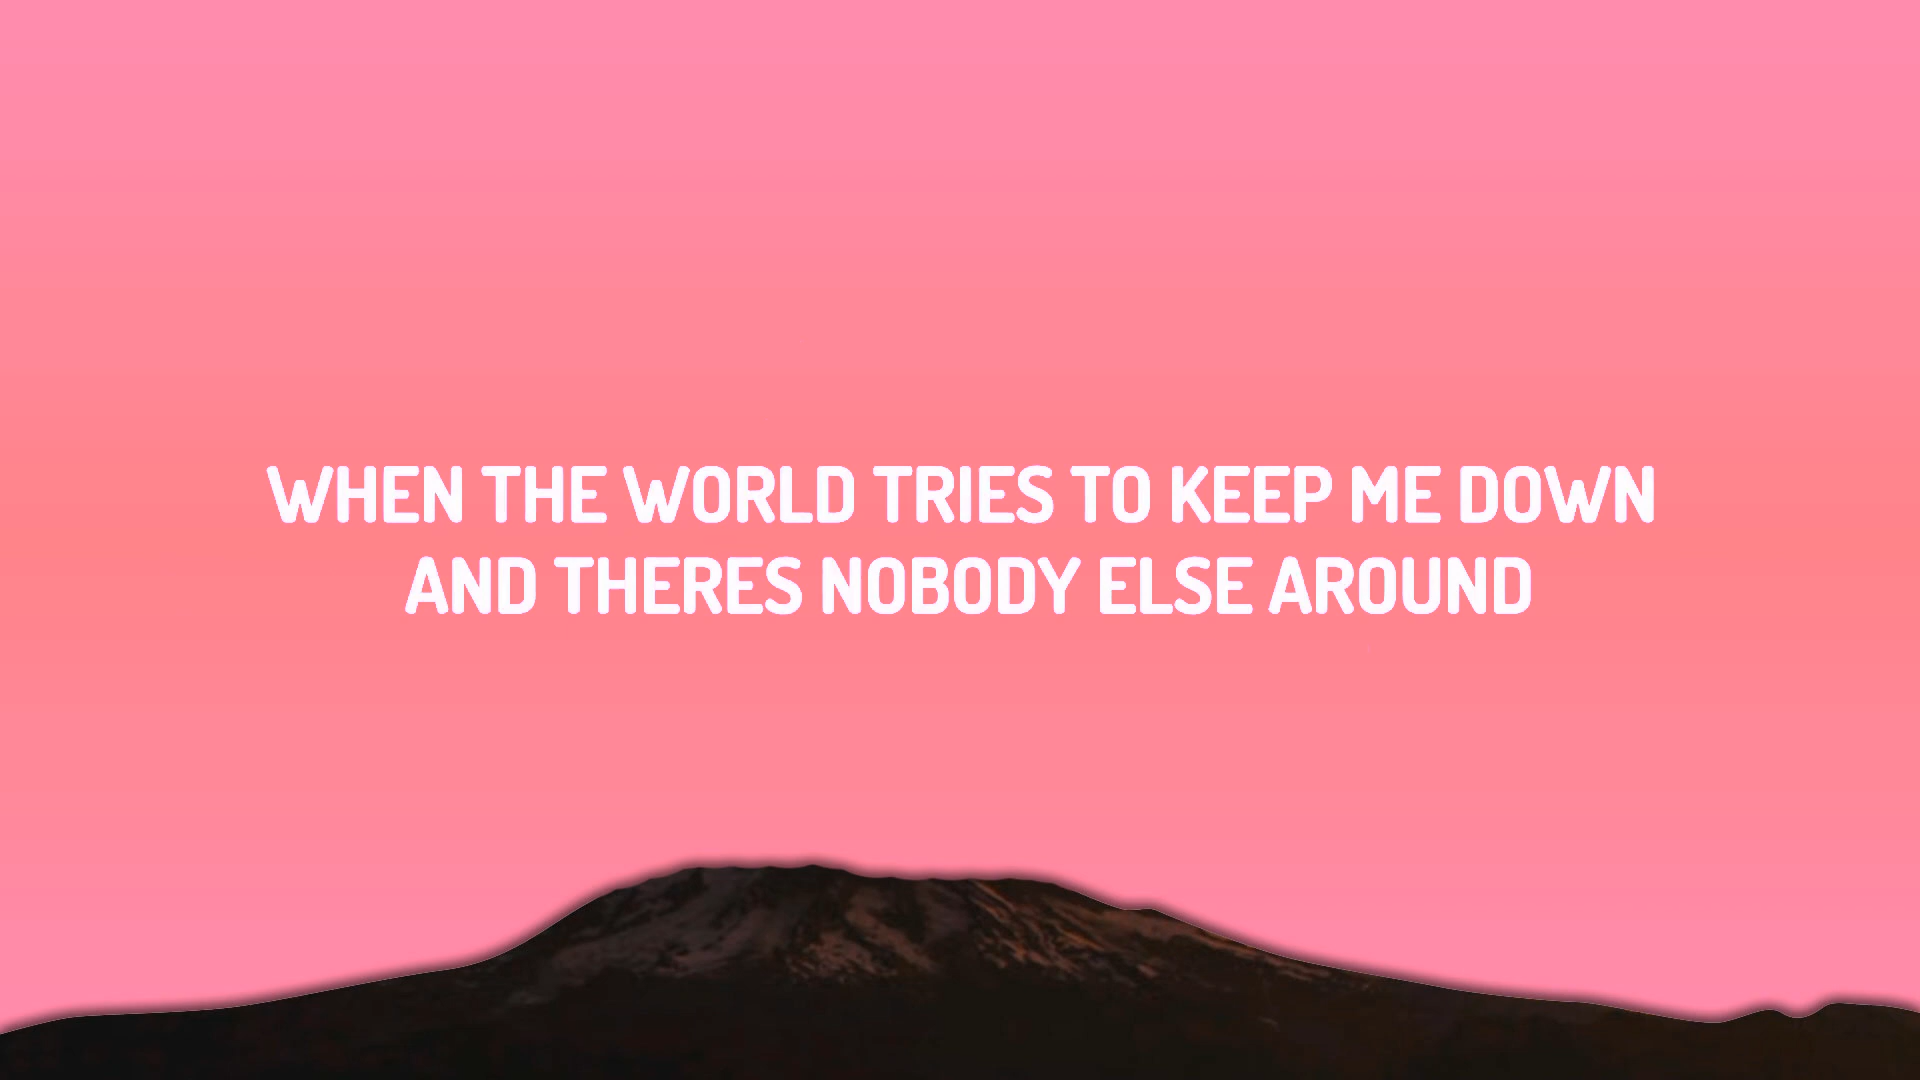 WHEN THE WORLD TRIES TO KEEP ME DOWN
AND THERES NOBODY ELSE AROUND